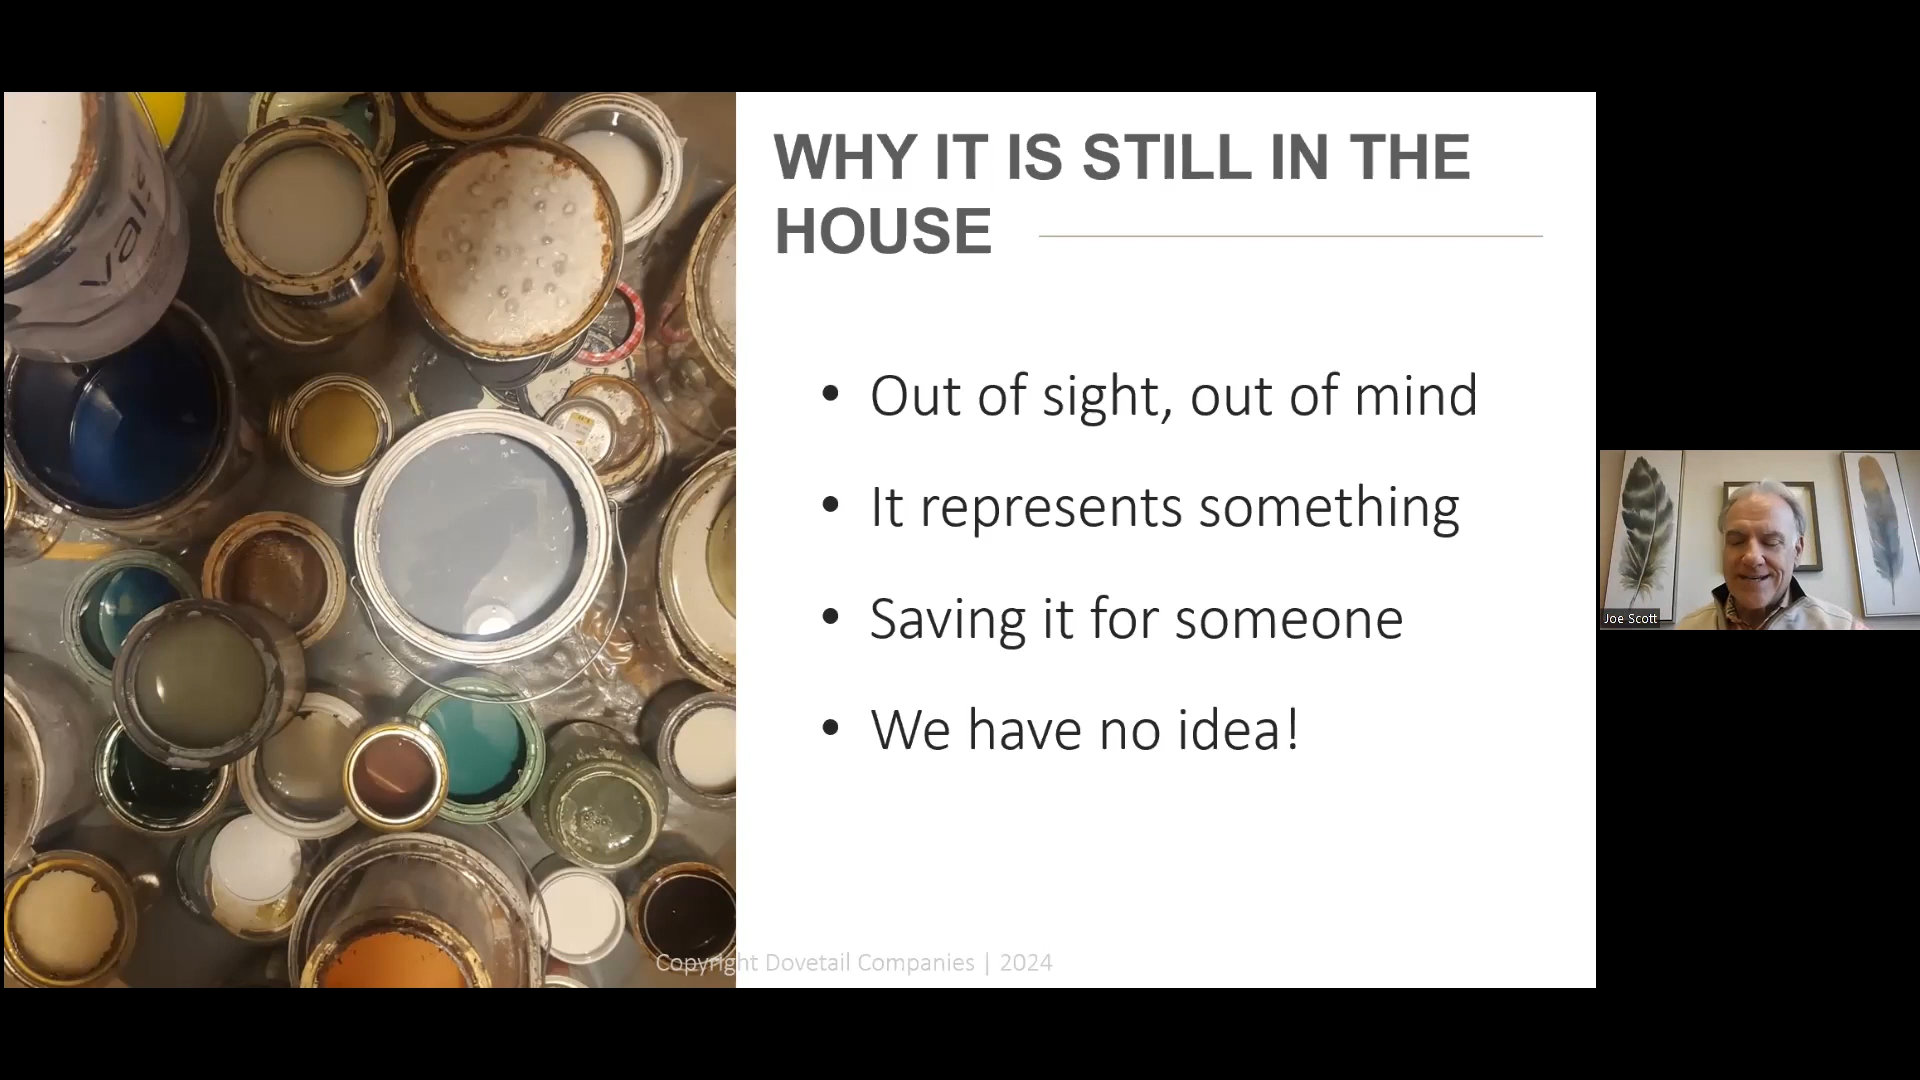 WHY IT IS STILL IN THE
HOUSE
• Out of sight, out of mind
• It represents something
• Saving it for someone
• We have no idea!
Copyright Dovetail Companies | 2024
Joe Scott
vals